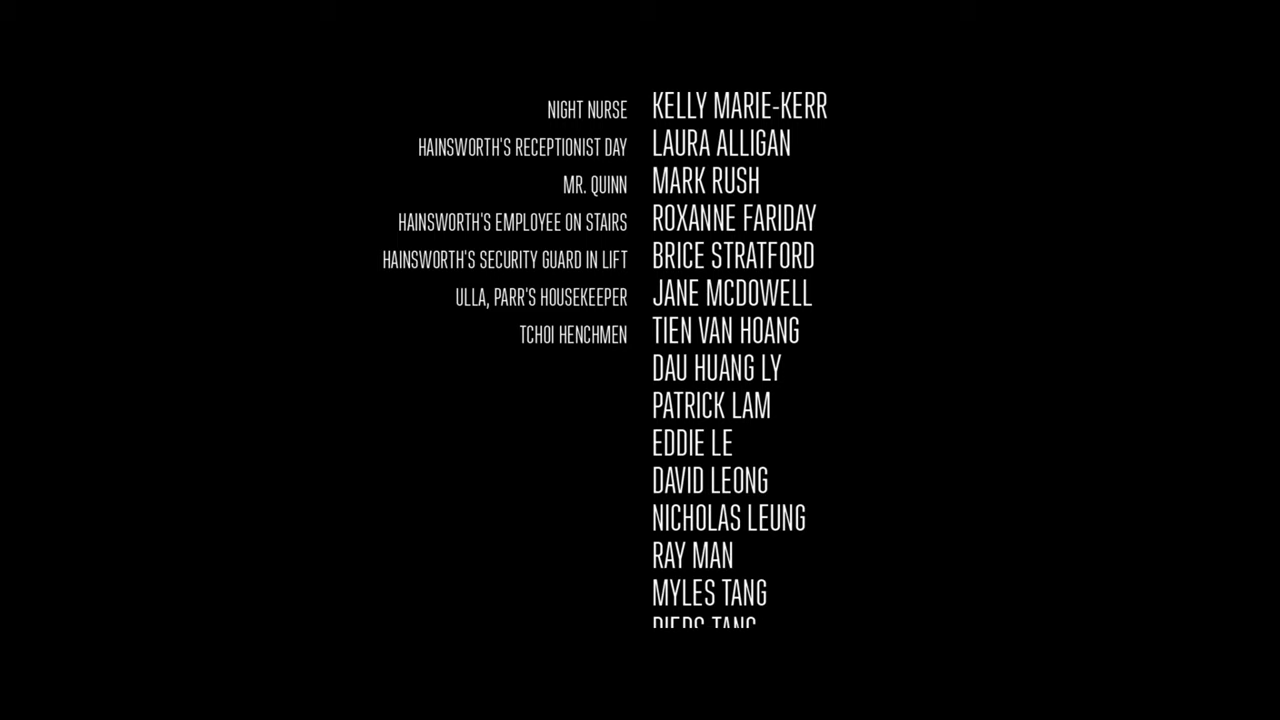 NIGHT NURSE KELLY MARIE-KERR
HAINSWORTH'S RECEPTIONIST DAY LAURA ALLIGAN
MR. QUINN MARK RUSH
HAINSWORTH'S EMPLOYEE ON STAIRS ROXANNE FARIDAY
HAINSWORTH'S SECURITY GUARD IN LIFT BRICE STRATFORD
ULLA, PARR'S HOUSEKEEPER JANE MCDOWELL
TCHOI HENCHMEN TIEN VAN HOANG
DAU HUANG LY
PATRICK LAM
EDDIE LE
DAVID LEONG
NICHOLAS LEUNG
RAY MAN
MYLES TANG
TANG